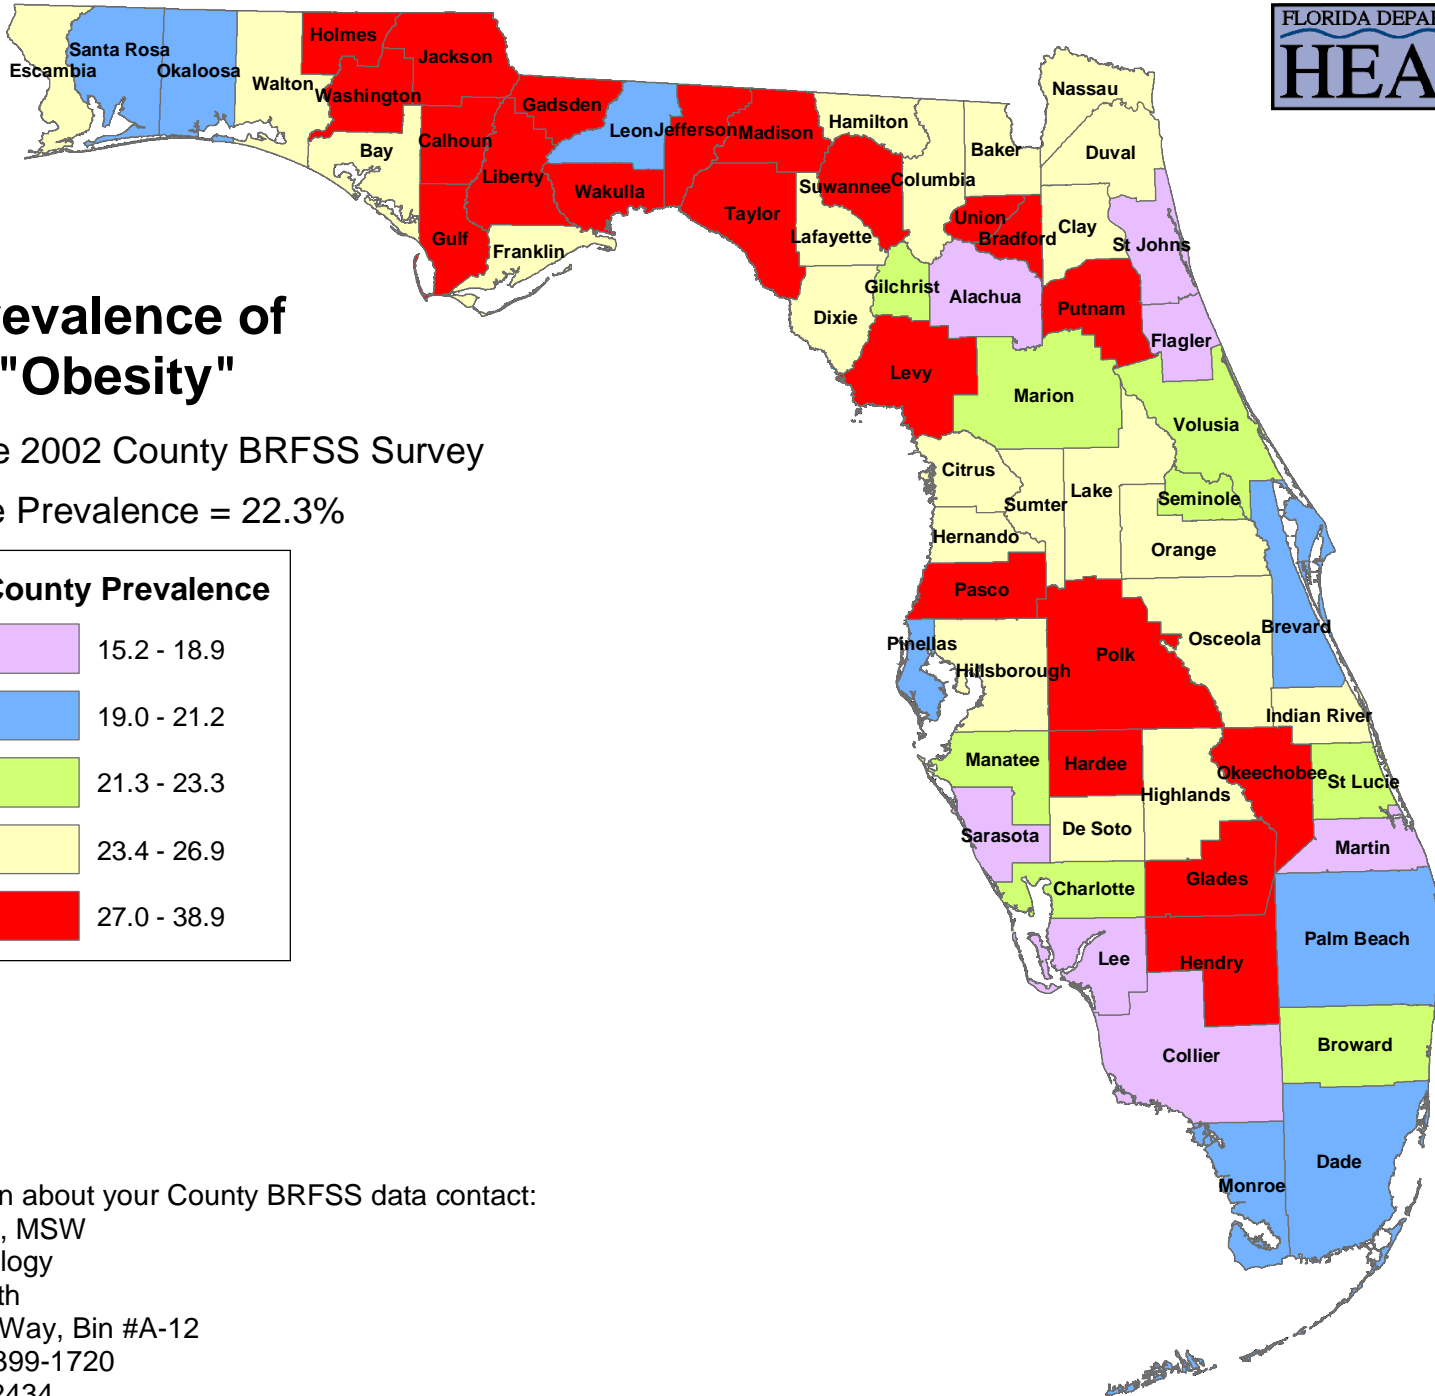 FLORIDA DEPAR
HEA
Holmes
Jackson
Santa Rosa
Escambia
Okaloosa
Walton
Washington
Gadsden
Nassau
Calhoun
Leon
Jefferson
Madison
Hamilton
Bay
Baker
Duval
Liberty
Wakulla
Suwannee
Columbia
Taylor
Union
Gulf
Franklin
Lafayette
Bradford
Clay
St Johns
Gilchrist
Alachua
Putnam
Dixie
Flagler
Levy
Marion
Volusia
Citrus
Sumter
Lake
Seminole
Hernando
Orange
Pasco
Pinellas
Hillsborough
Polk
Osceola
Brevard
Indian River
Manatee
Hardee
Okeechobee
St Lucie
Highlands
Sarasota
De Soto
Martin
Charlotte
Glades
Lee
Hendry
Palm Beach
Collier
Broward
Dade
Monroe
evalence of
"Obesity"
e 2002 County BRFSS Survey
e Prevalence = 22.3%
County Prevalence
15.2 - 18.9
19.0 - 21.2
21.3 - 23.3
23.4 - 26.9
27.0 - 38.9
n about your County BRFSS data contact:
, MSW
logy
th
Way, Bin #A-12
399-1720
2434